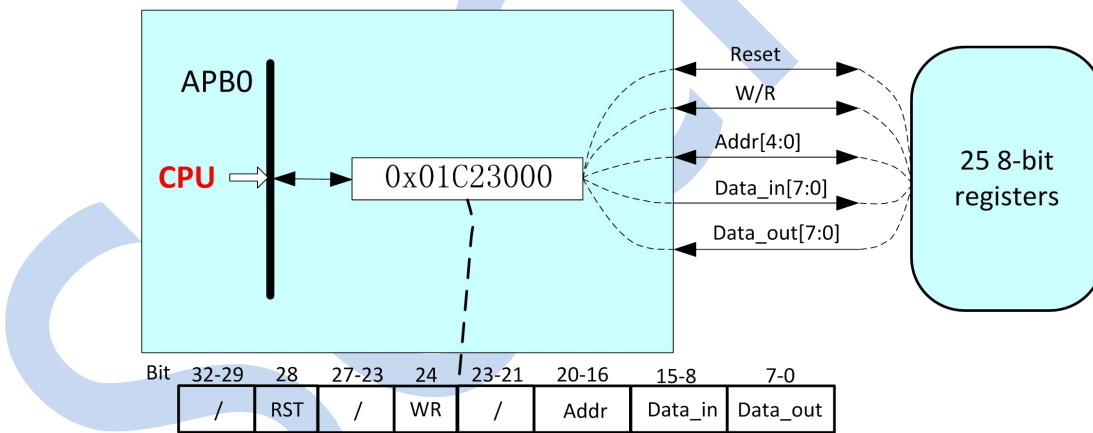 APB0
CPU
0x01C23000
Reset
W/R
Addr[4:0]
Data_in[7:0]
Data_out[7:0]
25 8-bit
registers
Bit 32-29 28 27-23 24 23-21 20-16 15-8 7-0
/ RST / WR / Addr Data_in Data_out